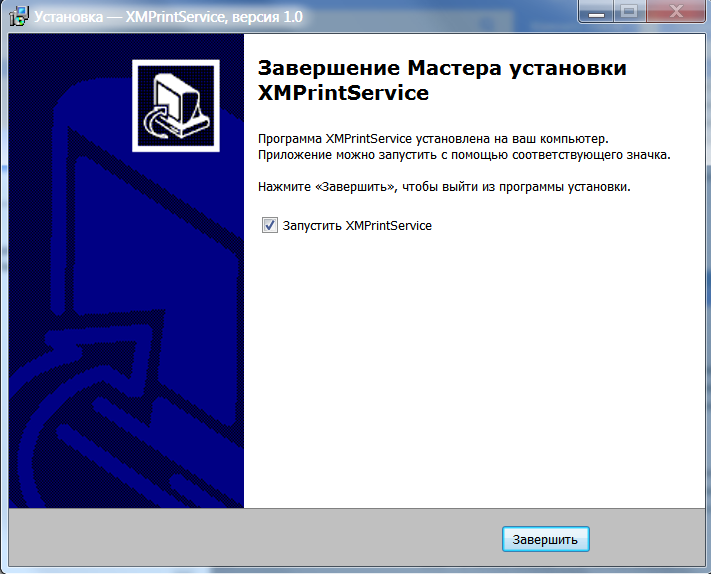 Установка — XMPrintService, версия 1.0
Завершение Мастера установки
XMPrintService
Программа XMPrintService установлена на ваш компьютер.
Приложение можно запустить с помощью соответствующего значка.
Нажмите «Завершить», чтобы выйти из программы установки.
Запустить XMPrintService
Завершить